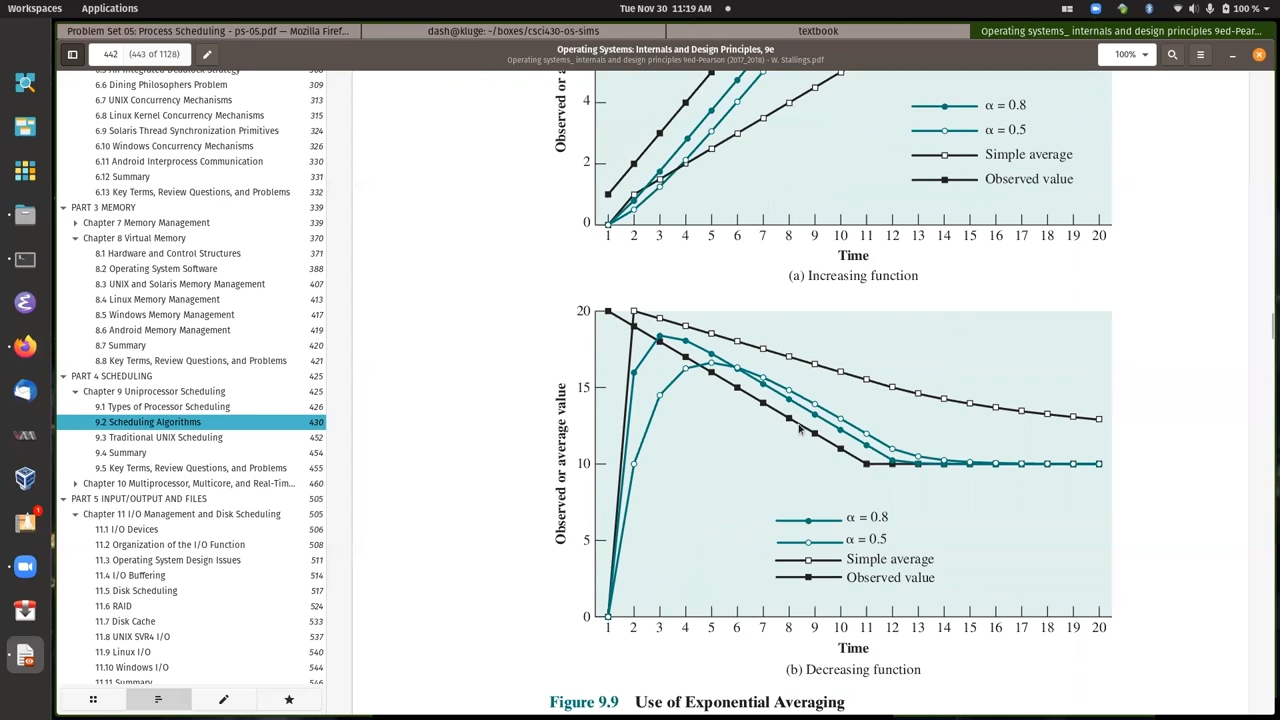 Workspaces Applications Tue Nov 30 11:19 AM 100 %
Problem Set 05: Process Scheduling - ps-05.pdf — Mozilla Firef... dash@kluge: ~/boxes/csci430-os-sims textbook Operating systems_ internals and design principles 9ed-Pear...
442 (443 of 1128) Operating Systems: Internals and Design Principles, 9e 100%
Operating systems_ internals and design principles 9ed-Pearson (2017_2018) - W. Stallings.pdf
6.6 Dining Philosophers Problem 309
6.7 UNIX Concurrency Mechanisms 313
6.8 Linux Kernel Concurrency Mechanisms 315
6.9 Solaris Thread Synchronization Primitives 324
6.10 Windows Concurrency Mechanisms 326
6.11 Android Interprocess Communication 330
6.12 Summary 331
6.13 Key Terms, Review Questions, and Problems 332
PART 3 MEMORY 339
Chapter 7 Memory Management 339
Chapter 8 Virtual Memory 370
8.1 Hardware and Control Structures 371
8.2 Operating System Software 388
8.3 UNIX and Solaris Memory Management 407
8.4 Linux Memory Management 413
8.5 Windows Memory Management 417
8.6 Android Memory Management 419
8.7 Summary 420
8.8 Key Terms, Review Questions, and Problems 421
PART 4 SCHEDULING 425
Chapter 9 Uniprocessor Scheduling 425
9.1 Types of Processor Scheduling 426
9.2 Scheduling Algorithms 430
9.3 Traditional UNIX Scheduling 452
9.4 Summary 454
9.5 Key Terms, Review Questions, and Problems 455
Chapter 10 Multiprocessor, Multicore, and Real-Tim... 460
PART 5 INPUT/OUTPUT AND FILES 505
Chapter 11 I/O Management and Disk Scheduling 505
11.1 I/O Devices 506
11.2 Organization of the I/O Function 508
11.3 Operating System Design Issues 511
11.4 I/O Buffering 514
11.5 Disk Scheduling 517
11.6 RAID 524
11.7 Disk Cache 533
11.8 UNIX SVR4 I/O 537
11.9 Linux I/O 540
11.10 Windows I/O 544
11.11 Summary 546
1
Observed or a
4
2
0
α = 0.8
α = 0.5
Simple average
Observed value
1 2 3 4 5 6 7 8 9 10 11 12 13 14 15 16 17 18 19 20
Time
(a) Increasing function
Observed or average value
20
15
10
5
0
α = 0.8
α = 0.5
Simple average
Observed value
1 2 3 4 5 6 7 8 9 10 11 12 13 14 15 16 17 18 19 20
Time
(b) Decreasing function
Figure 9.9 Use of Exponential Averaging